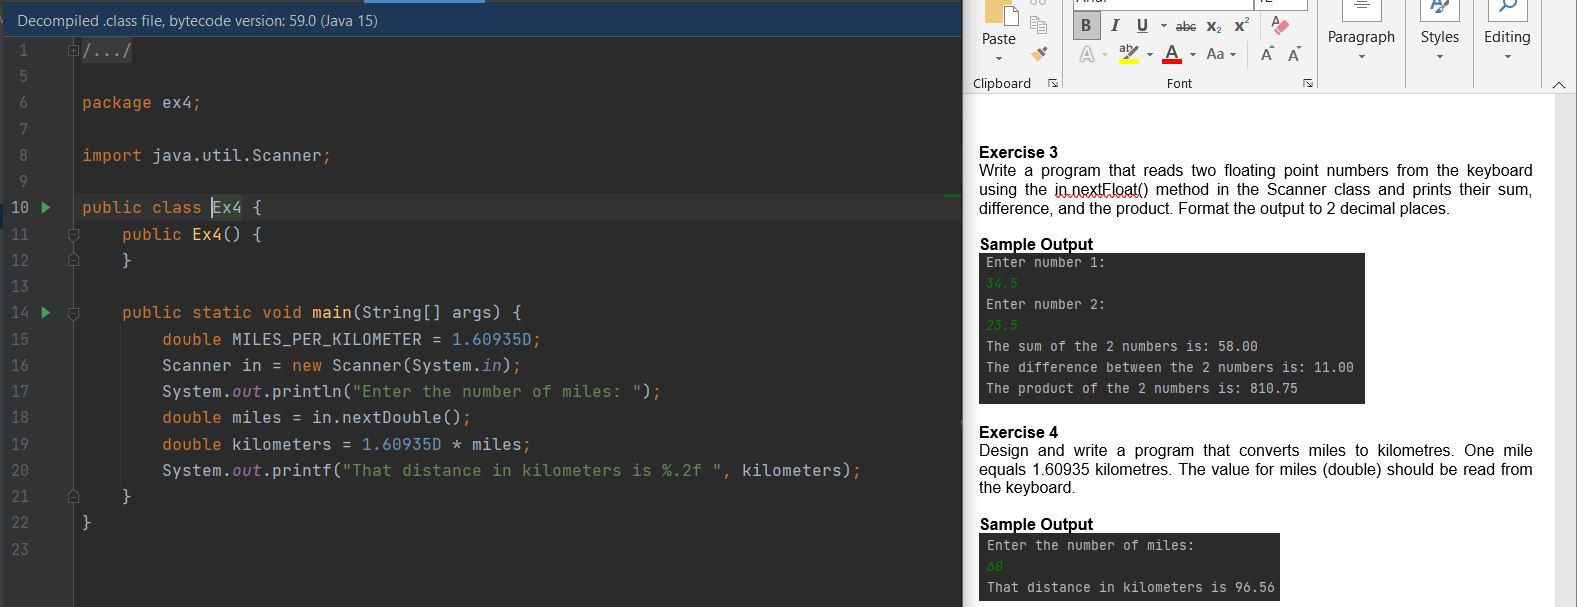 Decompiled .class file, bytecode version: 59.0 (Java 15)
1 /.../
5
6 package ex4;
7
8 import java.util.Scanner;
9
10 public class Ex4 {
11 public Ex4() {
12 }
13
14 public static void main(String[] args) {
15 double MILES_PER_KILOMETER = 1.60935D;
16 Scanner in = new Scanner(System.in);
17 System.out.println("Enter the number of miles: ");
18 double miles = in.nextDouble();
19 double kilometers = 1.60935D * miles;
20 System.out.printf("That distance in kilometers is %.2f ", kilometers);
21 }
22 }
23
Paste
Clipboard
B I U abc X2 X2
A ab A Aa A A
Font
Paragraph
Styles
Editing
Exercise 3
Write a program that reads two floating point numbers from the keyboard
using the in.nextFloat() method in the Scanner class and prints their sum,
difference, and the product. Format the output to 2 decimal places.
Sample Output
Enter number 1:
34.5
Enter number 2:
23.5
The sum of the 2 numbers is: 58.00
The difference between the 2 numbers is: 11.00
The product of the 2 numbers is: 810.75
Exercise 4
Design and write a program that converts miles to kilometres. One mile
equals 1.60935 kilometres. The value for miles (double) should be read from
the keyboard.
Sample Output
Enter the number of miles:
60
That distance in kilometers is 96.56